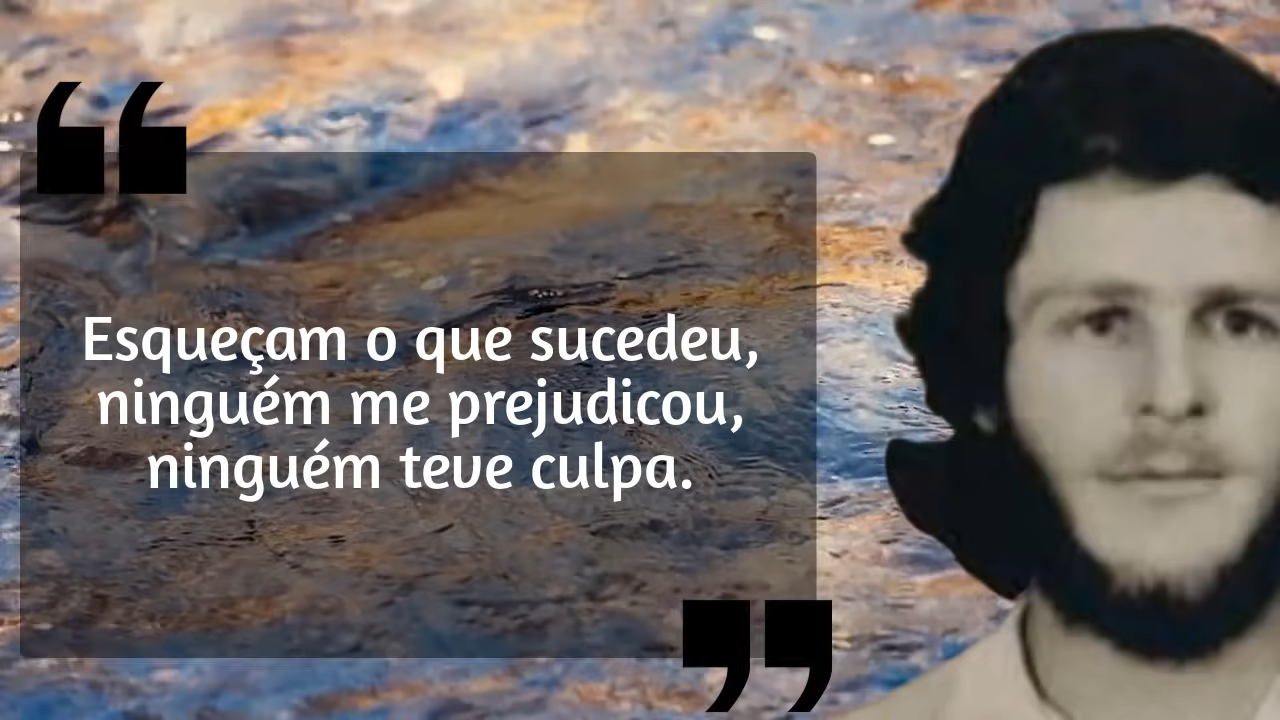 Esqueçam o que sucedeu,
ninguém me prejudicou,
ninguém teve culpa.